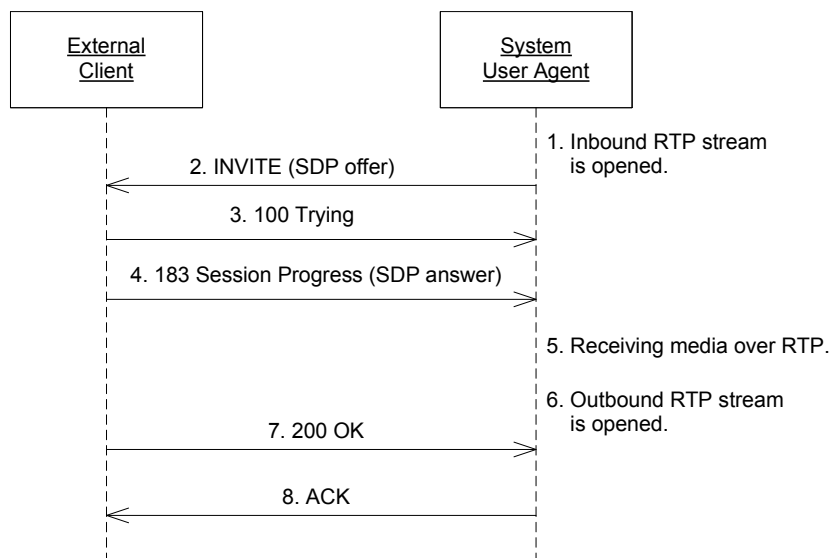 External
Client
System
User Agent
1. Inbound RTP stream
is opened.
2. INVITE (SDP offer)
3. 100 Trying
4. 183 Session Progress (SDP answer)
5. Receiving media over RTP.
6. Outbound RTP stream
is opened.
7. 200 OK
8. ACK